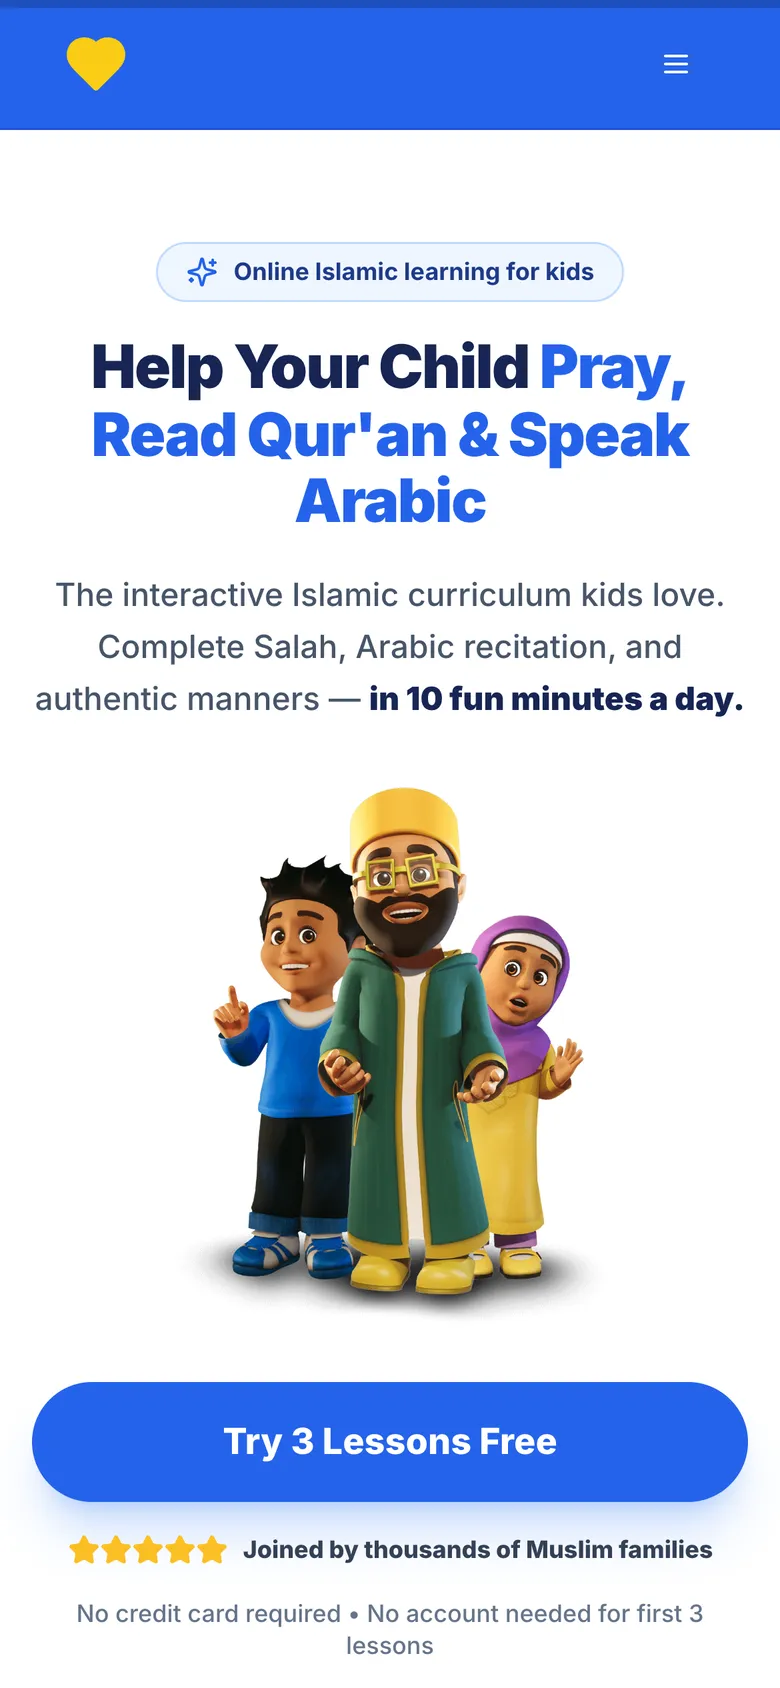 Online Islamic learning for kids
Help Your Child Pray,
Read Qur'an & Speak
Arabic
The interactive Islamic curriculum kids love.
Complete Salah, Arabic recitation, and
authentic manners — in 10 fun minutes a day.
Try 3 Lessons Free
Joined by thousands of Muslim families
No credit card required • No account needed for first 3
lessons